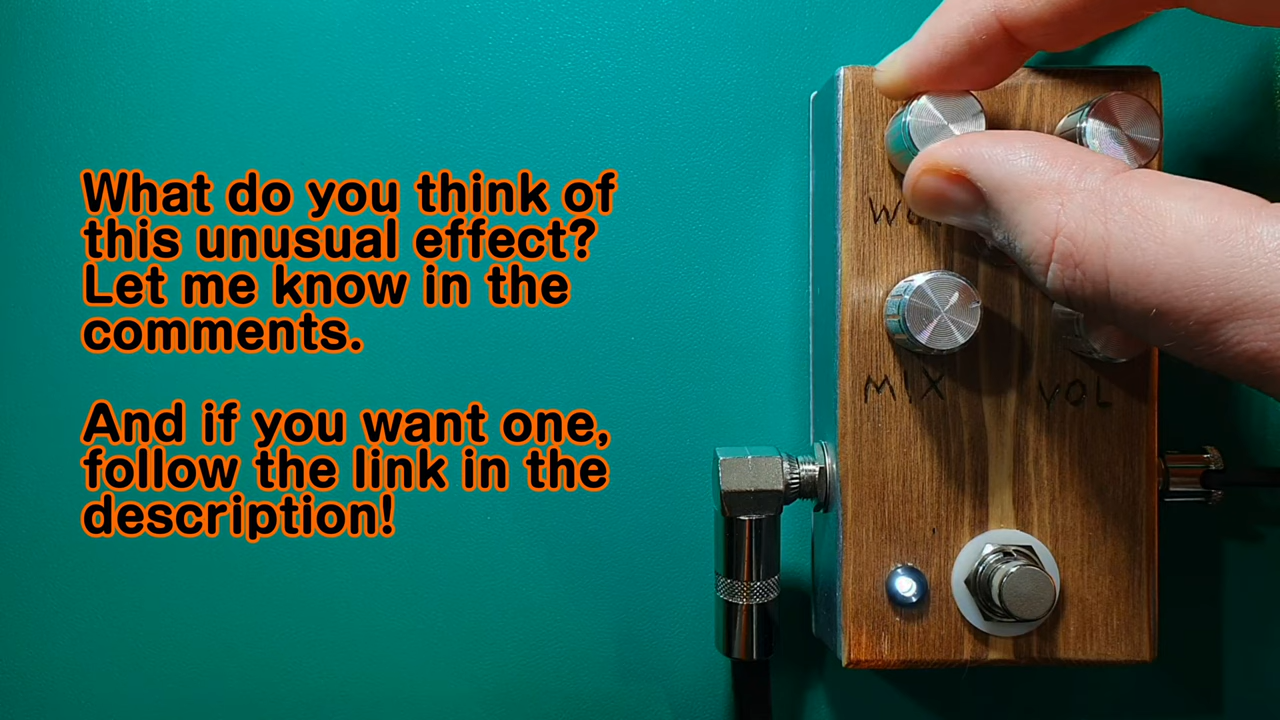 What do you think of
this unusual effect?
Let me know in the
comments.
And if you want one,
follow the link in the
description!
MIX
VOL